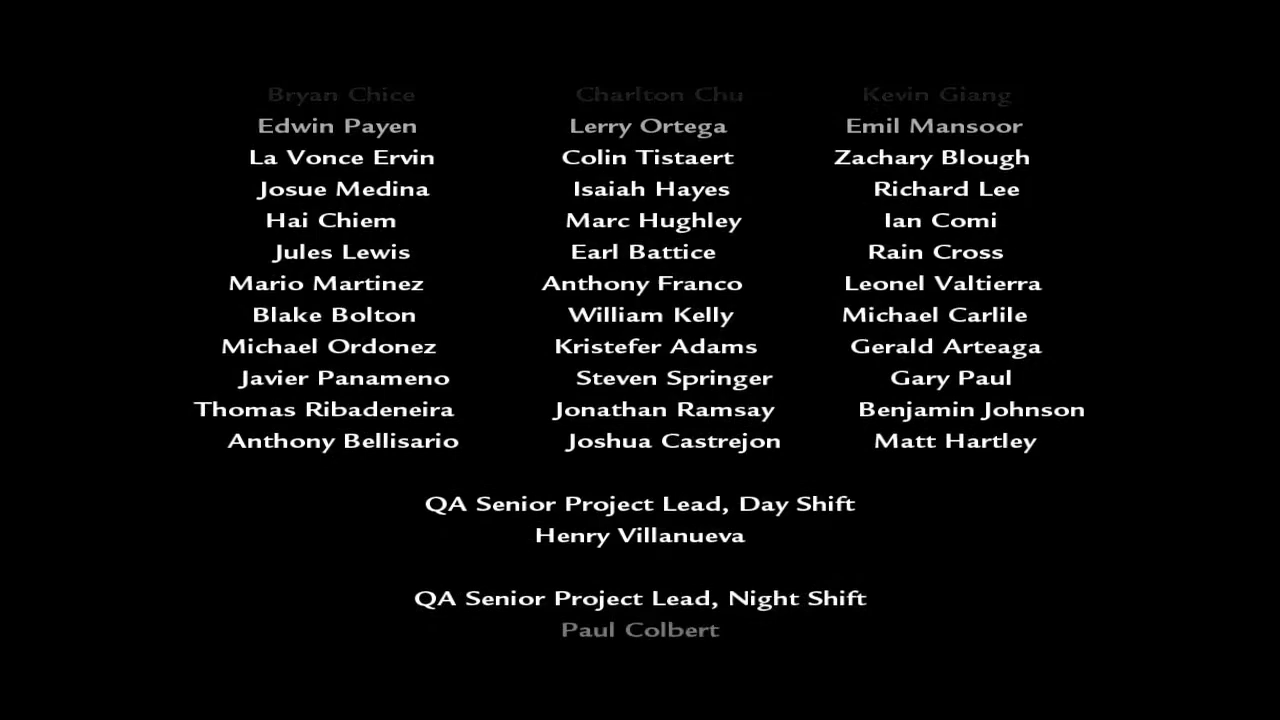 Bryan Chice Charlton Chu Kevin Giang
Edwin Payen Lerry Ortega Emil Mansoor
La Vonce Ervin Colin Tistaert Zachary Blough
Josue Medina Isaiah Hayes Richard Lee
Hai Chiem Marc Hughley Ian Comi
Jules Lewis Earl Battice Rain Cross
Mario Martinez Anthony Franco Leonel Valtierra
Blake Bolton William Kelly Michael Carlile
Michael Ordonez Kristefer Adams Gerald Arteaga
Javier Panameno Steven Springer Gary Paul
Thomas Ribadeneira Jonathan Ramsay Benjamin Johnson
Anthony Bellisario Joshua Castrejon Matt Hartley
QA Senior Project Lead, Day Shift
Henry Villanueva
QA Senior Project Lead, Night Shift
Paul Colbert